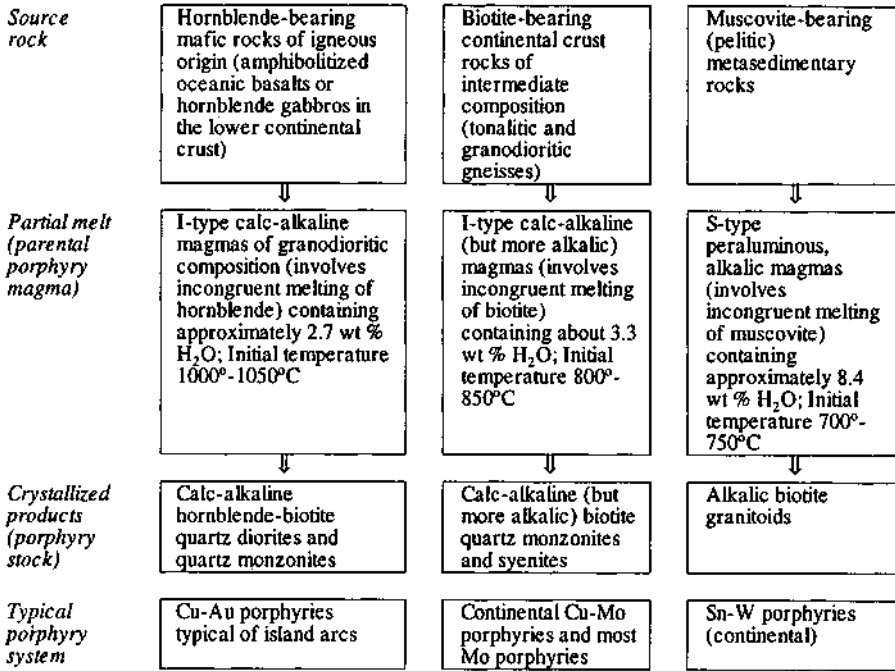 Source
rock
Hornblende-bearing
mafic rocks of igneous
origin (amphibolitized
oceanic basalts or
hornblende gabbros in
the lower continental
crust)
Biotite-bearing
continental crust
rocks of
intermediate
composition
(tonalitic and
granodioritic
gneisses)
Muscovite-bearing
(pelitic)
metasedimentary
rocks
Partial melt
(parental
porphyry
magma)
I-type calc-alkaline
magmas of granodioritic
composition (involves
incongruent melting of
hornblende) containing
approximately 2.7 wt %
H₂O; Initial temperature
1000º-1050ºC
I-type calc-alkaline
(but more alkalic)
magmas (involves
incongruent melting
of biotite)
containing about 3.3
wt % H₂O; Initial
temperature 800º-
850ºC
S-type
peraluminous,
alkalic magmas
(involves
incongruent melting
of muscovite)
containing
approximately 8.4
wt % H₂O; Initial
temperature 700º-
750ºC
Crystallized
products
(porphyry
stock)
Calc-alkaline
hornblende-biotite
quartz diorites and
quartz monzonites
Calc-alkaline (but
more alkalic) biotite
quartz monzonites
and syenites
Alkalic biotite
granitoids
Typical
porphyry
system
Cu-Au porphyries
typical of island arcs
Continental Cu-Mo
porphyries and most
Mo porphyries
Sn-W porphyries
(continental)